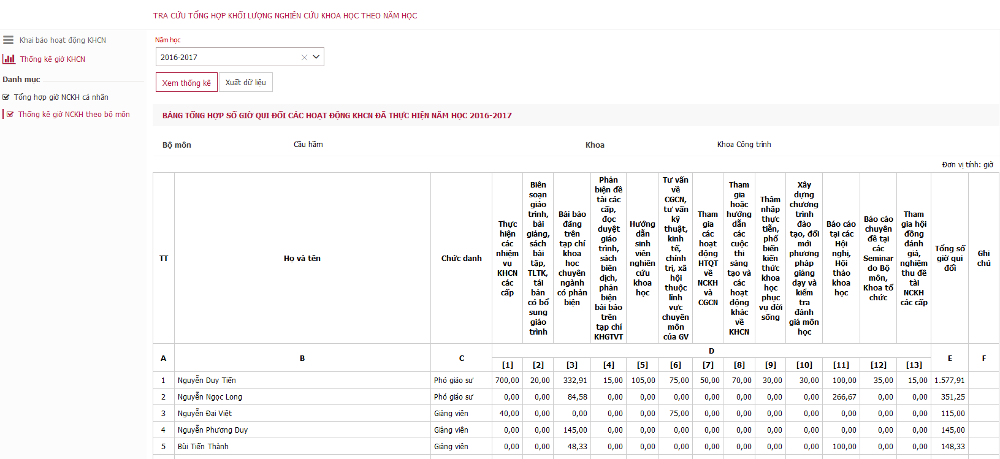 TRA CỨU TỔNG HỢP KHỐI LƯỢNG NGHIÊN CỨU KHOA HỌC THEO NĂM HỌC
Khai báo hoạt động KHCN
Thống kê giờ KHCN
Danh mục
Tổng hợp giờ NCKH cá nhân
Thống kê giờ NCKH theo bộ môn
Năm học
2016-2017
Xem thống kê
Xuất dữ liệu
BẢNG TỔNG HỢP SỐ GIỜ QUI ĐỔI CÁC HOẠT ĐỘNG KHCN ĐÃ THỰC HIỆN NĂM HỌC 2016-2017
Bộ môn Cầu hầm Khoa Khoa Công trình
Đơn vị tính: giờ
TT
Họ và tên
Chức danh
Thực
hiện
các
nhiệm
vụ
KHCN
các
cấp
Biên
soạn
giáo
trình,
bài
giảng,
sách
bài
tập,
TLTK,
tái
bản
có bổ
sung
giáo
trình
Bài báo
đăng
trên
tạp chí
khoa
học
chuyên
ngành
có phản
biện
Phản
biện đề
tài các
cấp,
đọc
duyệt
giáo
trình,
sách
biên
dịch,
phản
biện
bài báo
trên
tạp chí
KHGTVT
Hướng
dẫn
sinh
viên
nghiên
cứu
khoa
học
Tư vấn
về
CGCN,
tư vấn
kỹ
thuật,
kinh
tế,
chính
trị, xã
hội
thuộc
lĩnh
vực
chuyên
môn
của GV
Tham
gia
các
hoạt
động
HTQT
về
NCKH
và
CGCN
Tham
gia
hoặc
hướng
dẫn
các
cuộc
thi
sáng
tạo và
các
hoạt
động
khác
về
KHCN
Thâm
nhập
thực
tiễn,
phổ
biến
kiến
thức
khoa
học
phục
vụ đời
sống
Xây
dựng
chương
trình
đào
tạo, đổi
mới
phương
pháp
giảng
dạy và
kiểm
tra
đánh
giá môn
học
Báo cáo
tại các
Hội
nghị,
Hội
thảo
khoa
học
Báo cáo
chuyên
đề tại
các
Seminar
do Bộ
môn,
Khoa tổ
chức
Tham
gia hội
đồng
đánh
giá,
nghiệm
thu đề
tài
NCKH
các cấp
Tổng số
giờ qui
đổi
Ghi
chú
A B C D E F
[1] [2] [3] [4] [5] [6] [7] [8] [9] [10] [11] [12] [13]
1 Nguyễn Duy Tiến Phó giáo sư 700,00 20,00 332,91 15,00 105,00 75,00 50,00 70,00 30,00 30,00 100,00 35,00 15,00 1.577,91
2 Nguyễn Ngọc Long Phó giáo sư 0,00 0,00 84,58 0,00 0,00 0,00 0,00 0,00 0,00 0,00 266,67 0,00 0,00 351,25
3 Nguyễn Đại Việt Giảng viên 40,00 0,00 0,00 0,00 0,00 75,00 0,00 0,00 0,00 0,00 0,00 0,00 0,00 115,00
4 Nguyễn Phương Duy Giảng viên 0,00 0,00 145,00 0,00 0,00 0,00 0,00 0,00 0,00 0,00 0,00 0,00 0,00 145,00
5 Bùi Tiến Thành Giảng viên 0,00 0,00 48,33 0,00 0,00 0,00 0,00 0,00 0,00 0,00 100,00 0,00 0,00 148,33